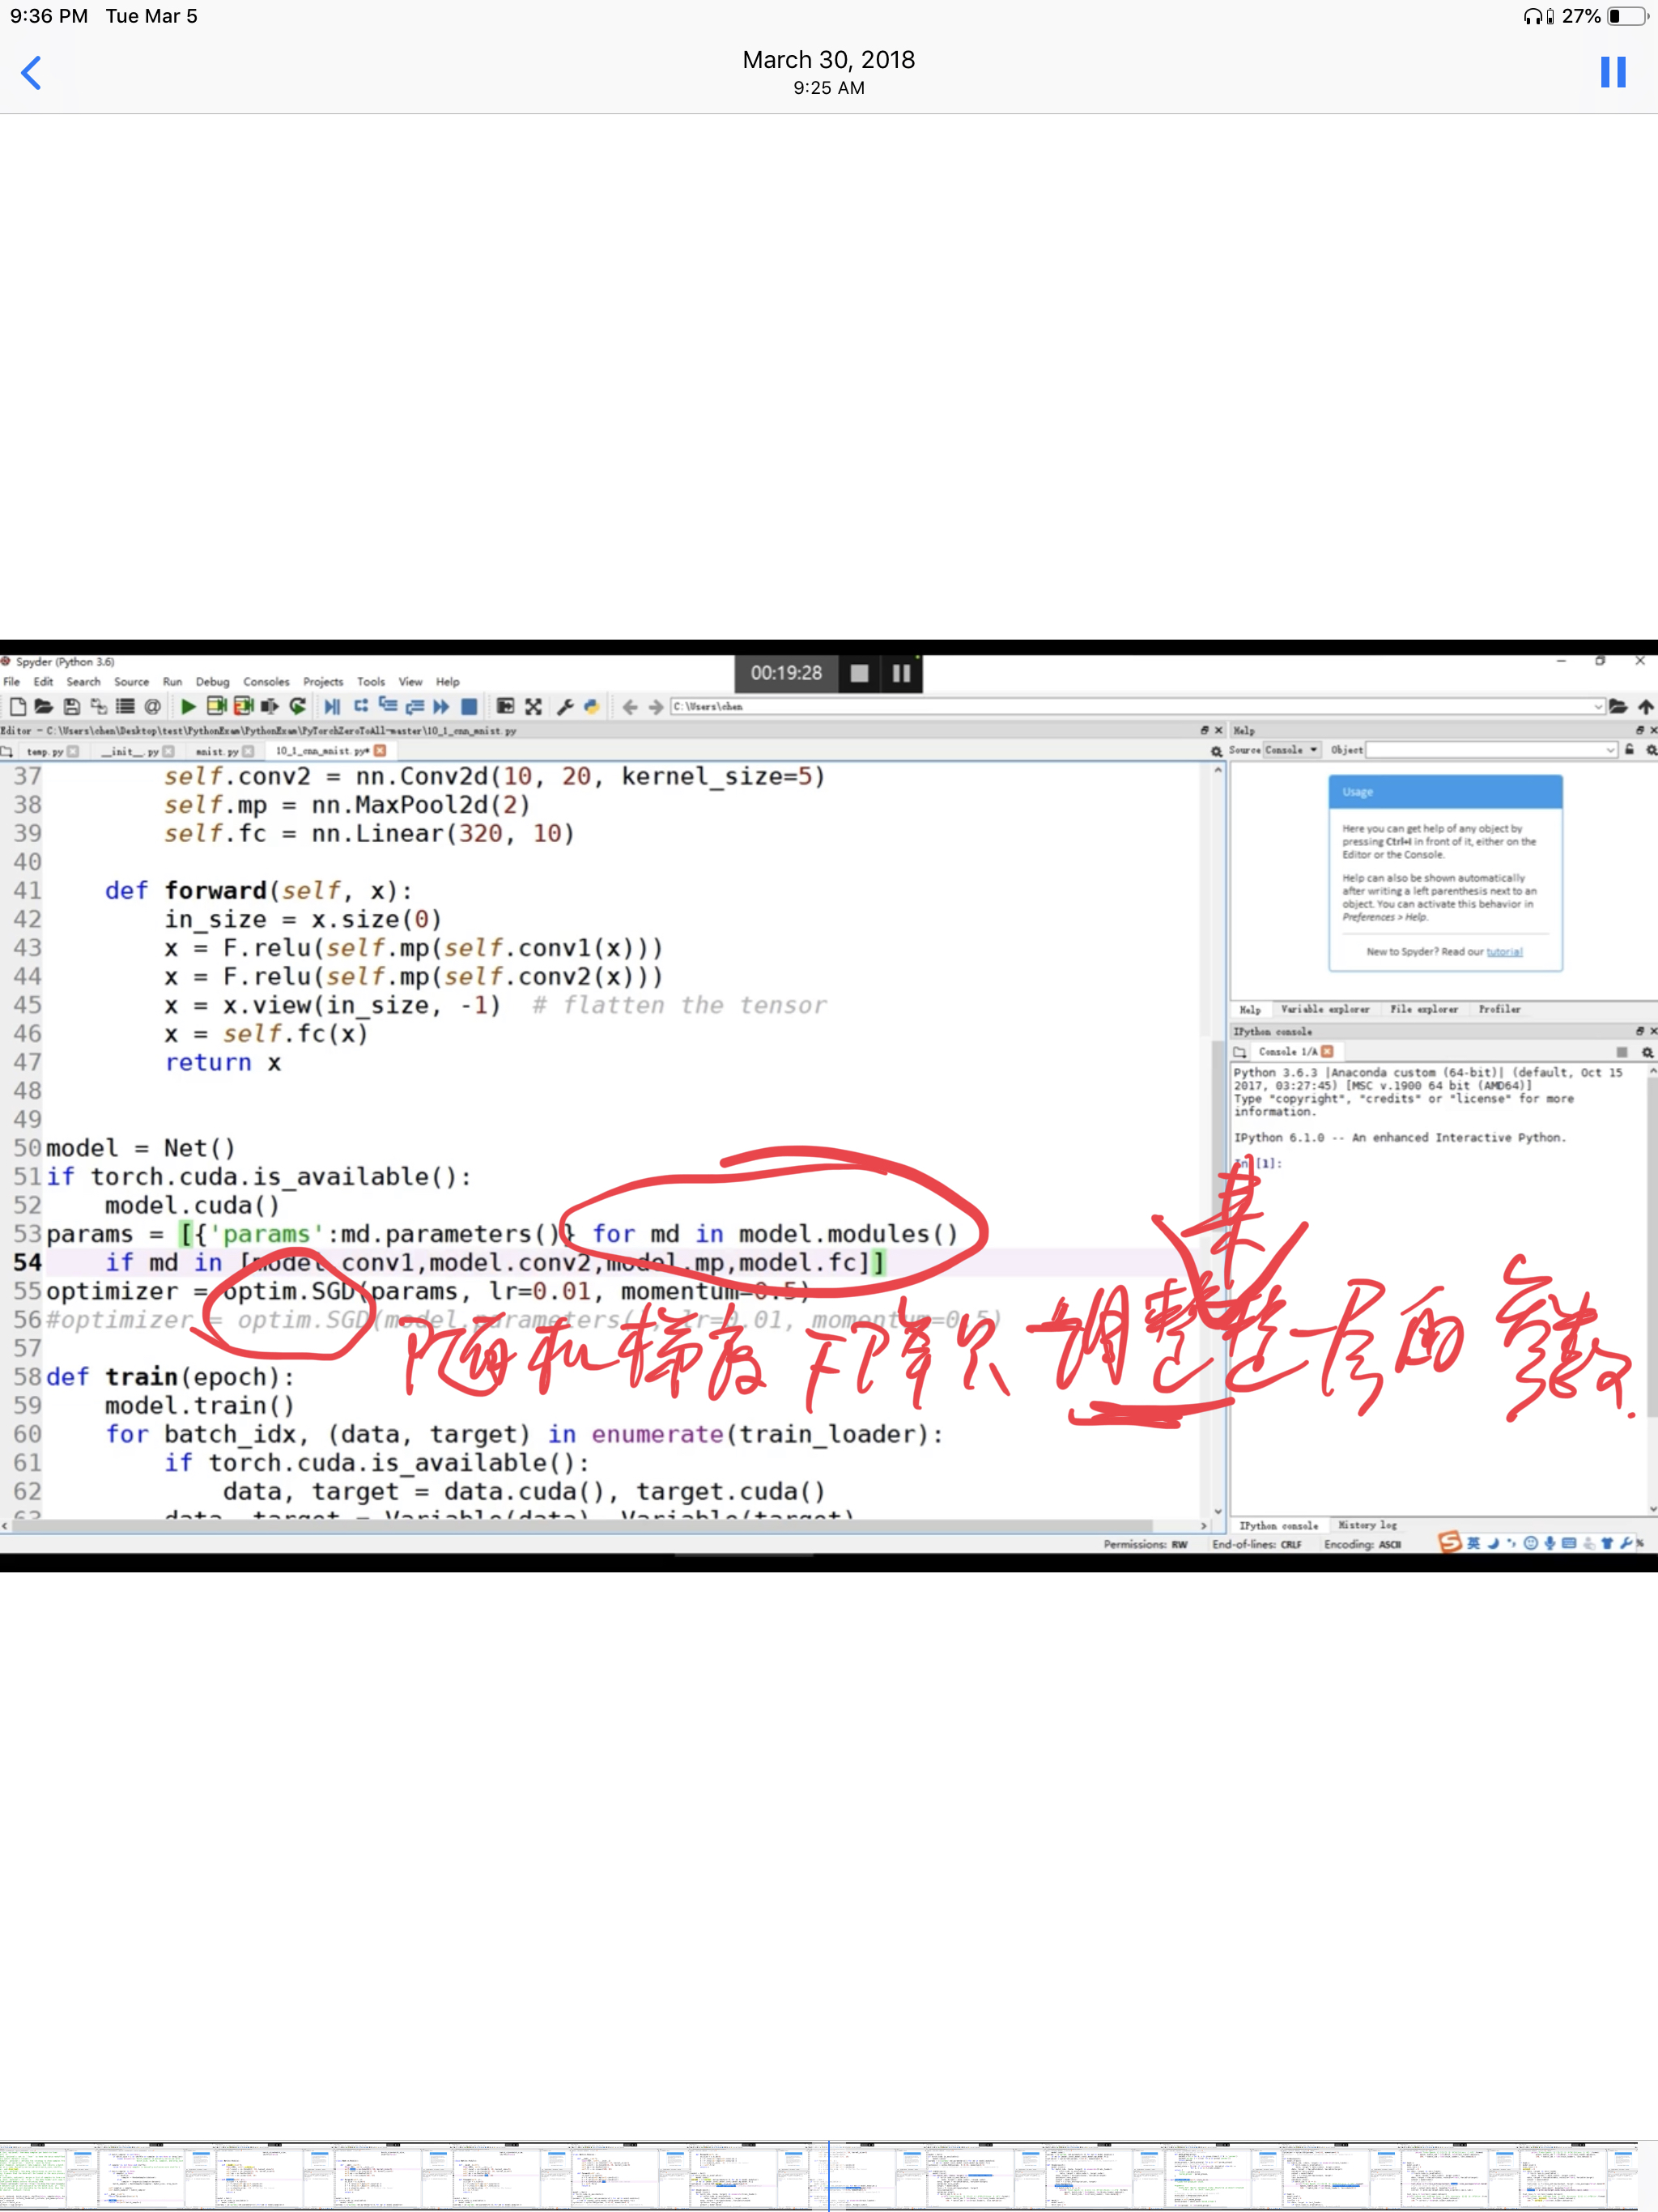 9:36 PM Tue Mar 5
27%
March 30, 2018
9:25 AM
Spyder (Python 3.6)
00:19:28
File Edit Search Source Run Debug Consoles Projects Tools View Help
C:\Users\chen
Editor - C:\Users\chen\Desktop\test\PythonExam\PythonExam\PyTorchZeroToAll-master\10_1_cnn_mnist.py
temp.py __init__.py mnist.py 10_1_cnn_mnist.py*
37 self.conv2 = nn.Conv2d(10, 20, kernel_size=5)
38 self.mp = nn.MaxPool2d(2)
39 self.fc = nn.Linear(320, 10)
40
41 def forward(self, x):
42 in_size = x.size(0)
43 x = F.relu(self.mp(self.conv1(x)))
44 x = F.relu(self.mp(self.conv2(x)))
45 x = x.view(in_size, -1) # flatten the tensor
46 x = self.fc(x)
47 return x
48
49
50 model = Net()
51 if torch.cuda.is_available():
52 model.cuda()
53 params = [{'params':md.parameters()} for md in model.modules()
54 if md in [model.conv1,model.conv2,model.mp,model.fc]]
55 optimizer = optim.SGD(params, lr=0.01, momentum=0.5)
56 #optimizer = optim.SGD(model.parameters(), lr=0.01, momentum=0.5)
57
58 def train(epoch):
59 model.train()
60 for batch_idx, (data, target) in enumerate(train_loader):
61 if torch.cuda.is_available():
62 data, target = data.cuda(), target.cuda()
63 data, target = Variable(data), Variable(target)
某
随机梯度下降只调整一层的参数.
Help
Source Console Object
Usage
Here you can get help of any object by
pressing Ctrl+I in front of it, either on the
Editor or the Console.
Help can also be shown automatically
after writing a left parenthesis next to an
object. You can activate this behavior in
Preferences > Help.
New to Spyder? Read our tutorial
Help Variable explorer File explorer Profiler
IPython console
Console 1/A
Python 3.6.3 |Anaconda custom (64-bit)| (default, Oct 15
2017, 03:27:45) [MSC v.1900 64 bit (AMD64)]
Type "copyright", "credits" or "license" for more
information.
IPython 6.1.0 -- An enhanced Interactive Python.
In [1]:
IPython console History log
Permissions: RW End-of-lines: CRLF Encoding: ASCII
英